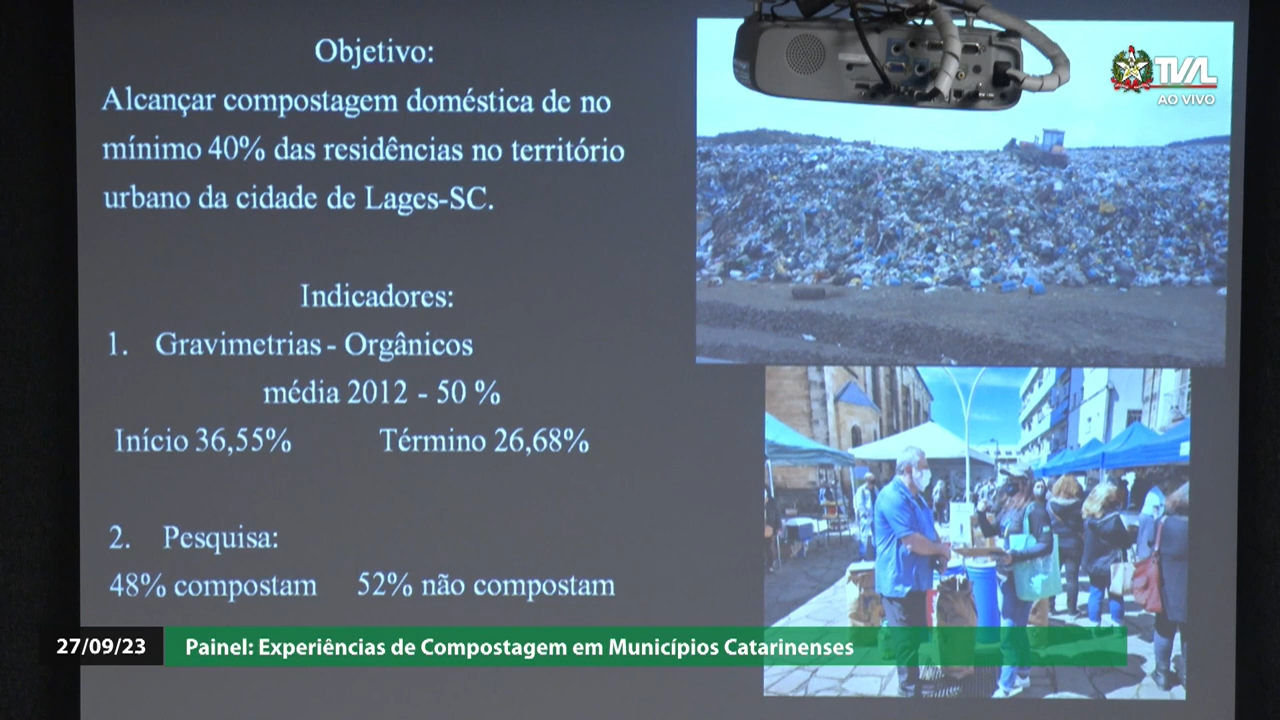 Objetivo:
Alcançar compostagem doméstica de no
mínimo 40% das residências no território
urbano da cidade de Lages-SC.
Indicadores:
1. Gravimetrias - Orgânicos
média 2012 - 50 %
Início 36,55% Término 26,68%
2. Pesquisa:
48% compostam 52% não compostam
TVAL
AO VIVO
27/09/23 Painel: Experiências de Compostagem em Municípios Catarinenses